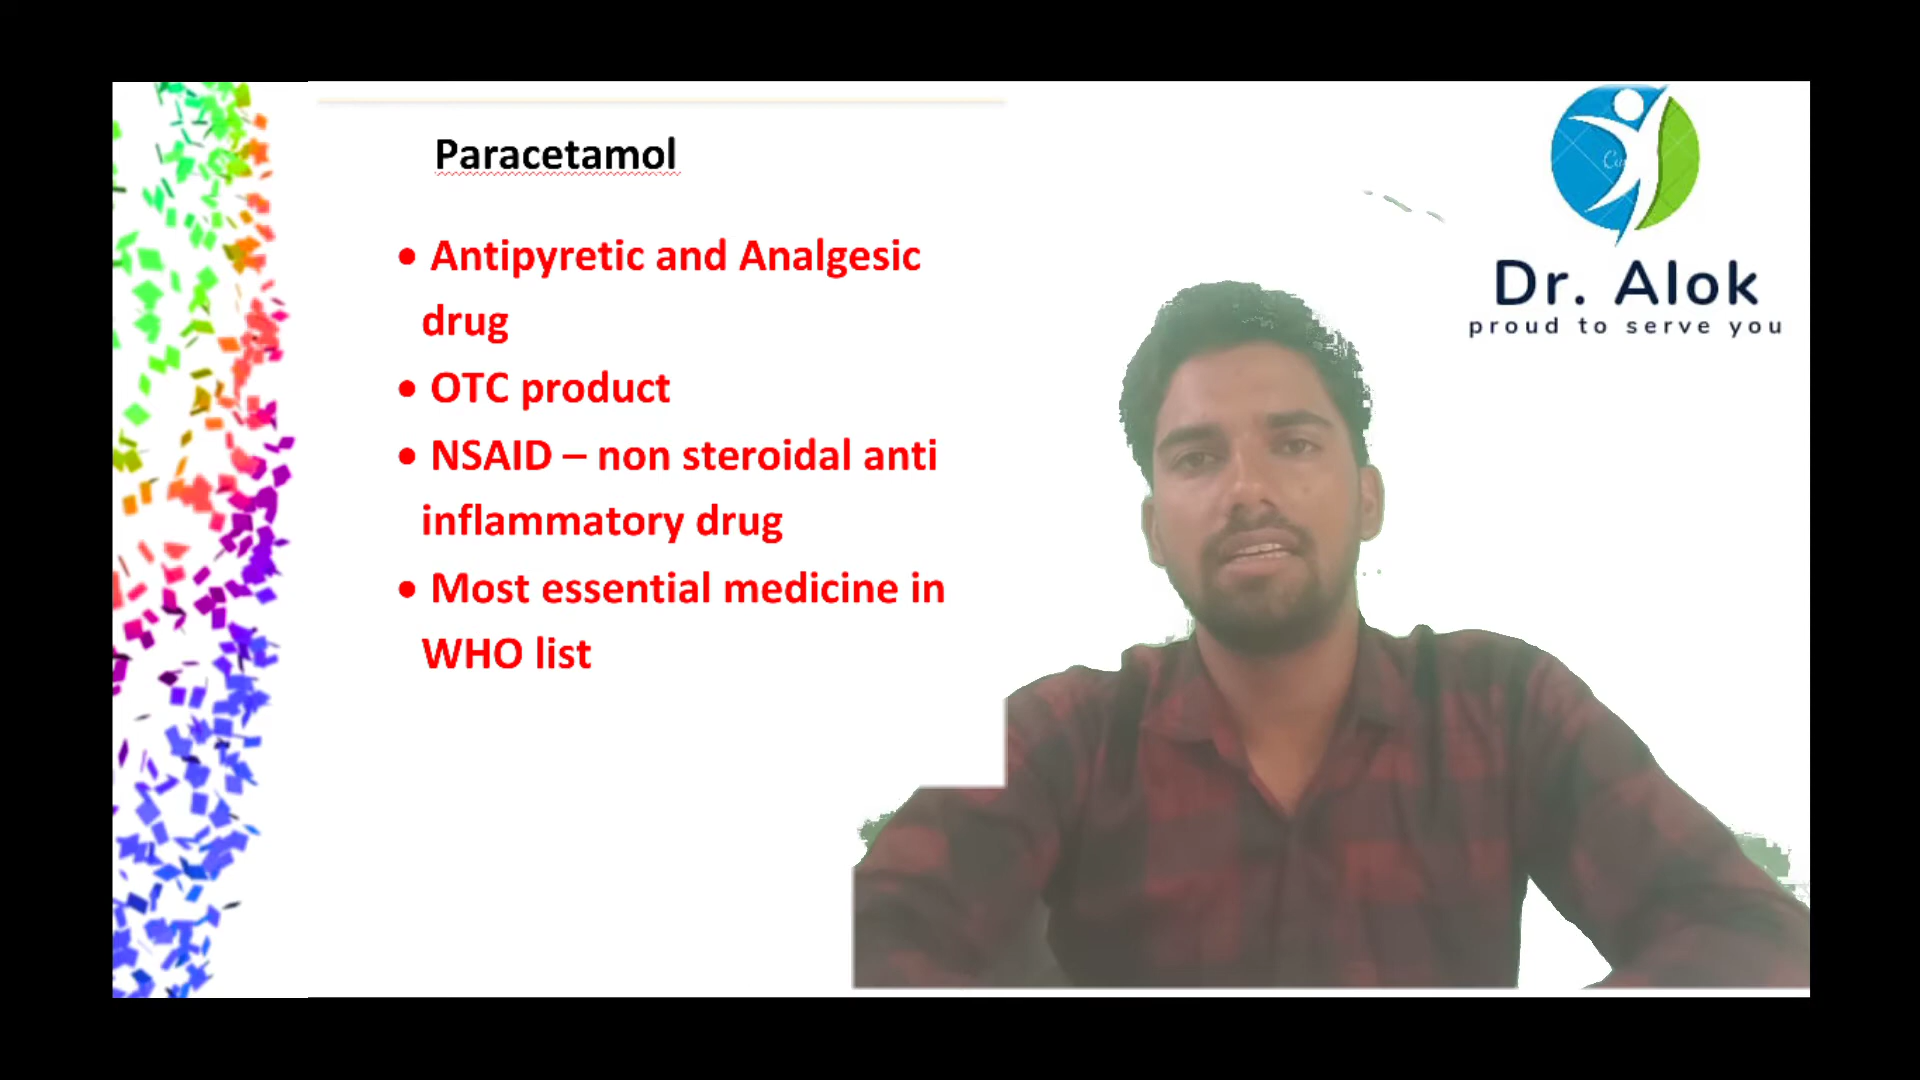 Paracetamol
• Antipyretic and Analgesic
drug
• OTC product
• NSAID – non steroidal anti
inflammatory drug
• Most essential medicine in
WHO list
Dr. Alok
proud to serve you